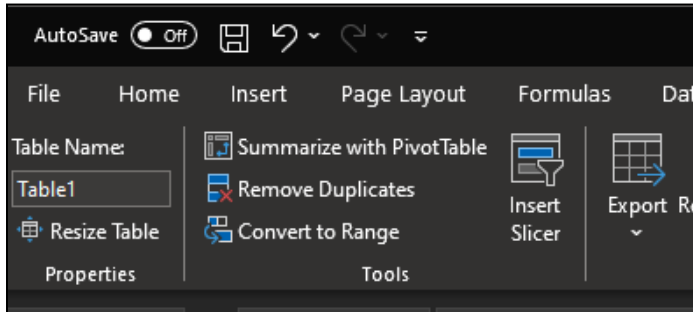 AutoSave Off
File Home Insert Page Layout Formulas
Table Name:
Table1
Resize Table
Properties
Summarize with PivotTable
Remove Duplicates
Convert to Range
Tools
Insert
Slicer
Export